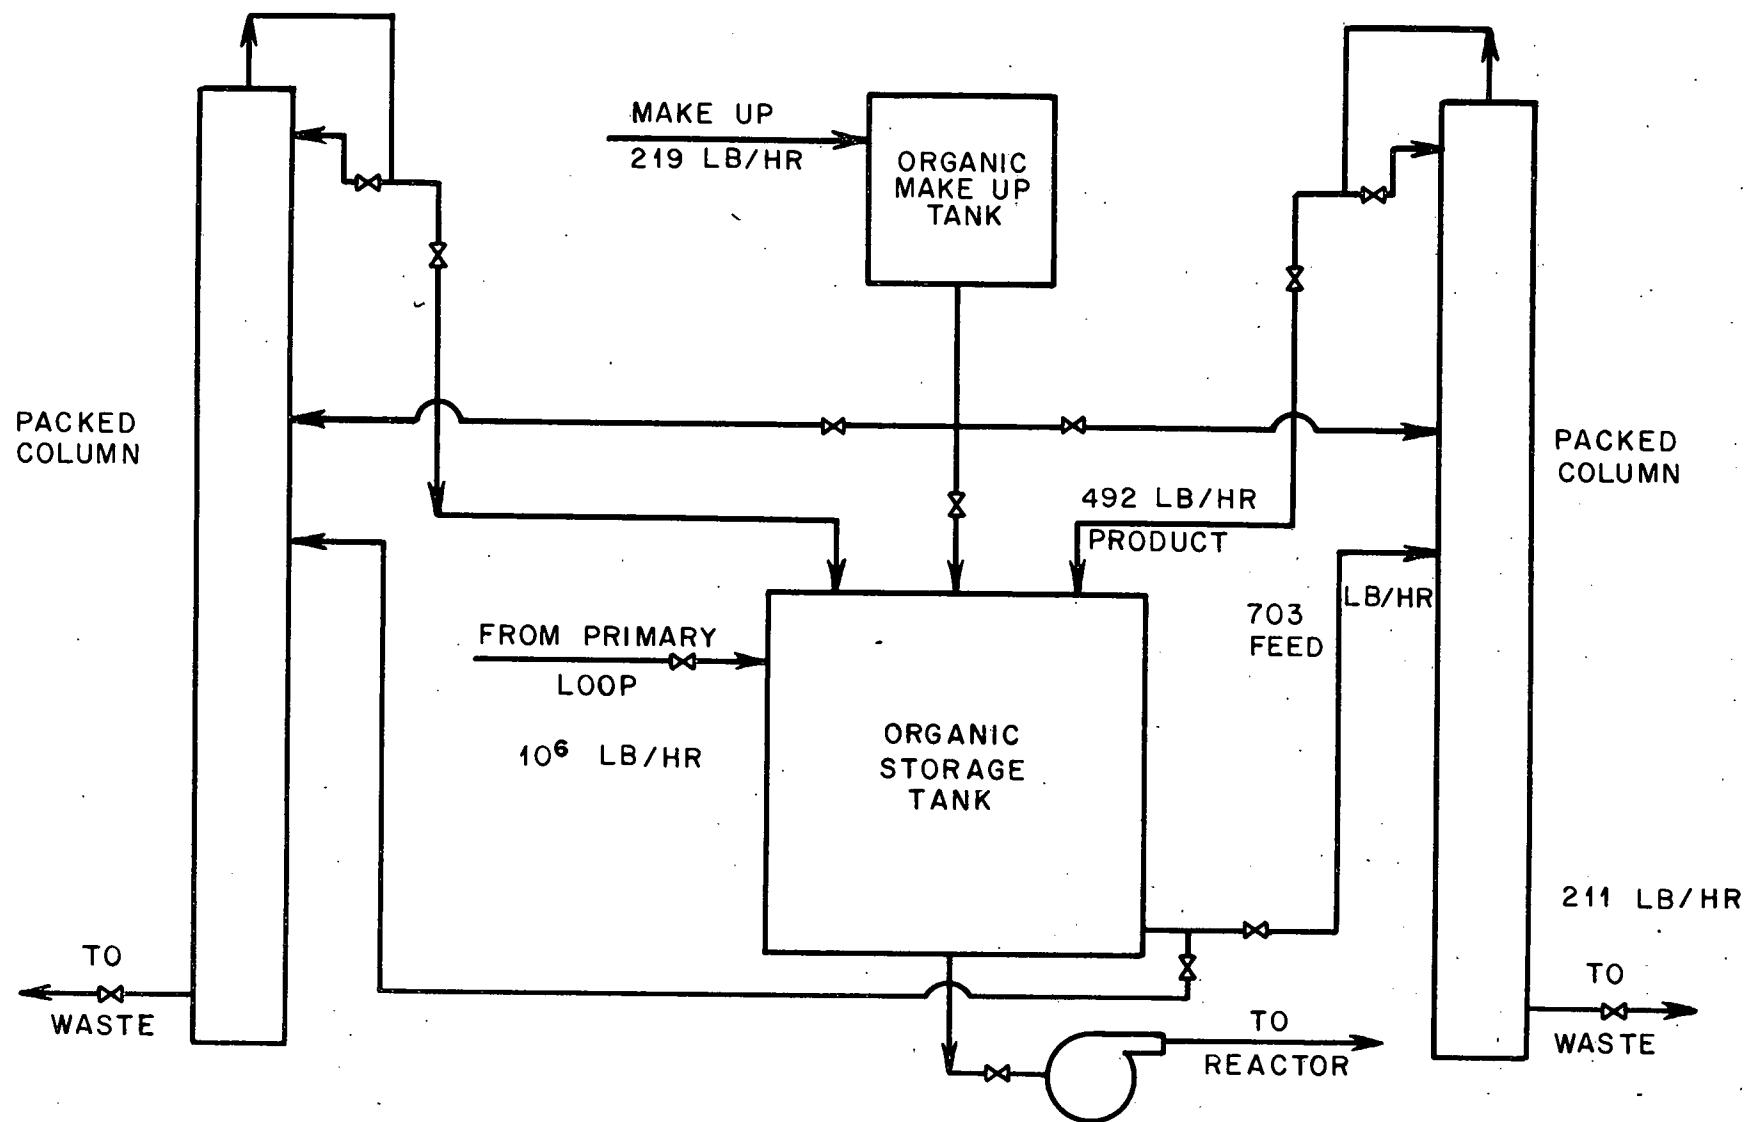 MAKE UP
219 LB/HR
ORGANIC
MAKE UP
TANK
PACKED
COLUMN
PACKED
COLUMN
492 LB/HR
PRODUCT
703 LB/HR
FEED
FROM PRIMARY
LOOP
10⁶ LB/HR
ORGANIC
STORAGE
TANK
211 LB/HR
TO
WASTE
TO
WASTE
TO
REACTOR